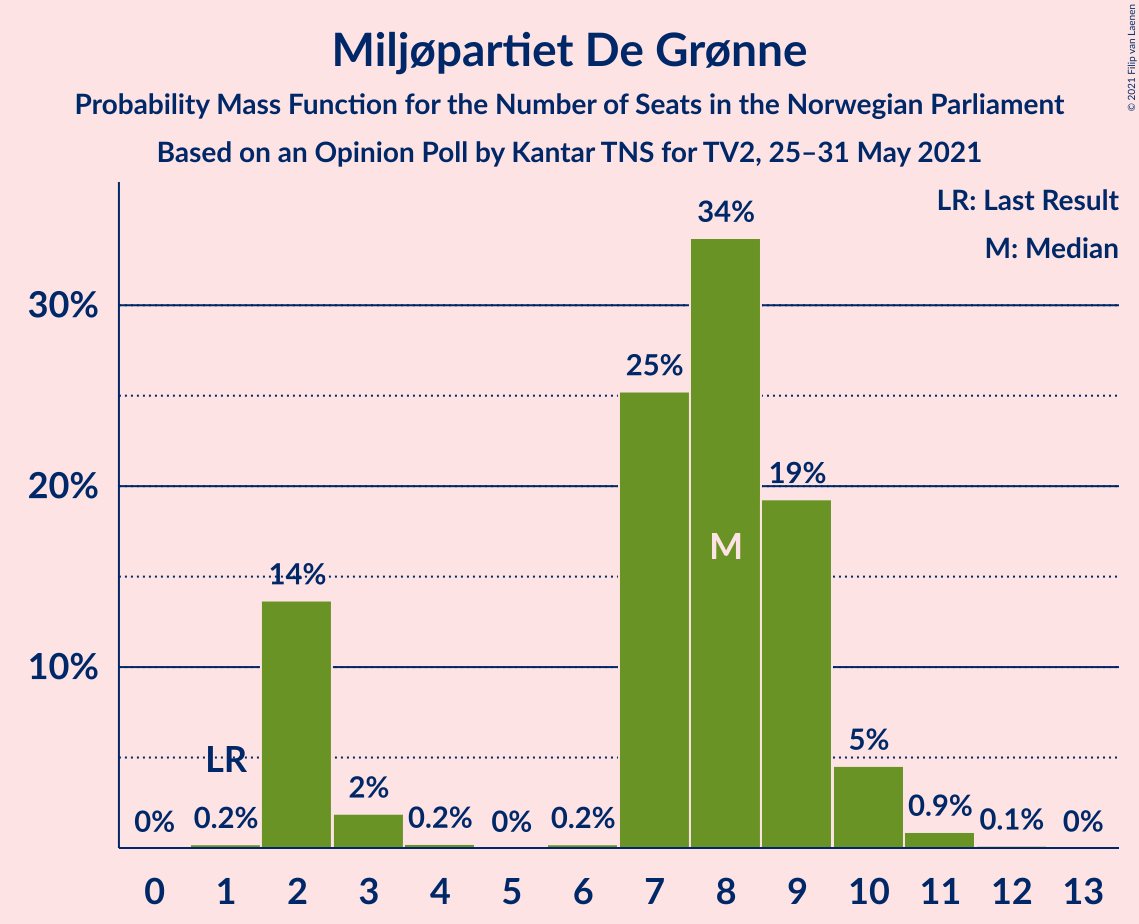 Miljøpartiet De Grønne
Probability Mass Function for the Number of Seats in the Norwegian Parliament
Based on an Opinion Poll by Kantar TNS for TV2, 25–31 May 2021
© 2021 Filip van Laenen
LR: Last Result
M: Median
34%
30%
25%
20%
19%
M
14%
10%
LR
5%
2%
0%
0.2%
0.2%
0%
0.2%
0.9%
0.1%
0%
0 1 2 3 4 5 6 7 8 9 10 11 12 13